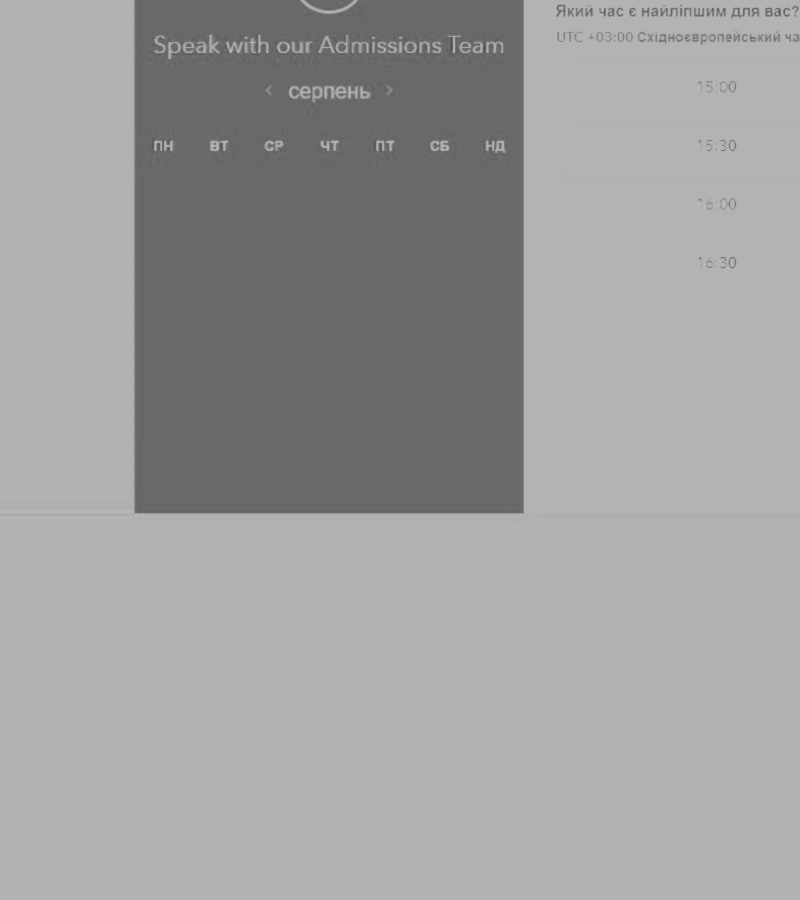 Speak with our Admissions Team
‹ серпень ›
ПН ВТ СР ЧТ ПТ СБ НД
Який час є найліпшим для вас?
UTC +03:00 Східноєвропейський ча
15:00
15:30
16:00
16:30